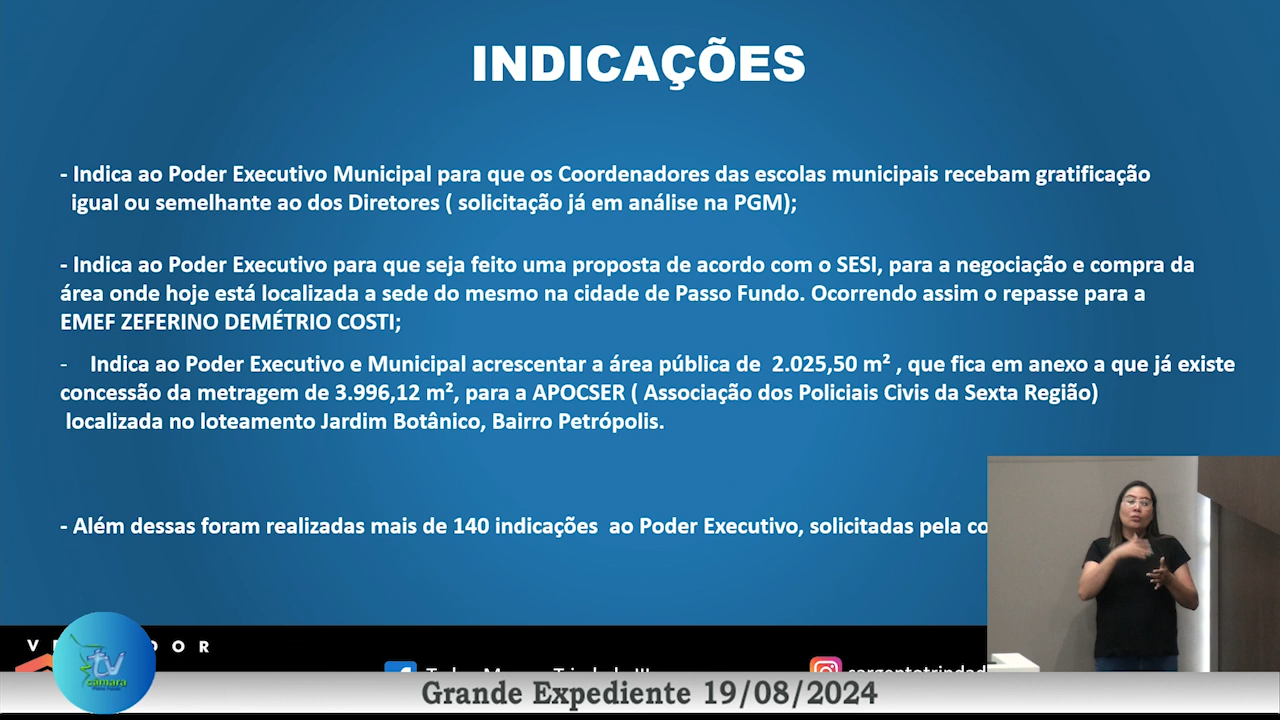 INDICAÇÕES
- Indica ao Poder Executivo Municipal para que os Coordenadores das escolas municipais recebam gratificação
igual ou semelhante ao dos Diretores ( solicitação já em análise na PGM);
- Indica ao Poder Executivo para que seja feito uma proposta de acordo com o SESI, para a negociação e compra da
área onde hoje está localizada a sede do mesmo na cidade de Passo Fundo. Ocorrendo assim o repasse para a
EMEF ZEFERINO DEMÉTRIO COSTI;
- Indica ao Poder Executivo e Municipal acrescentar a área pública de 2.025,50 m² , que fica em anexo a que já existe
concessão da metragem de 3.996,12 m², para a APOCSER ( Associação dos Policiais Civis da Sexta Região)
localizada no loteamento Jardim Botânico, Bairro Petrópolis.
- Além dessas foram realizadas mais de 140 indicações ao Poder Executivo, solicitadas pela
tv
câmara
Grande Expediente 19/08/2024